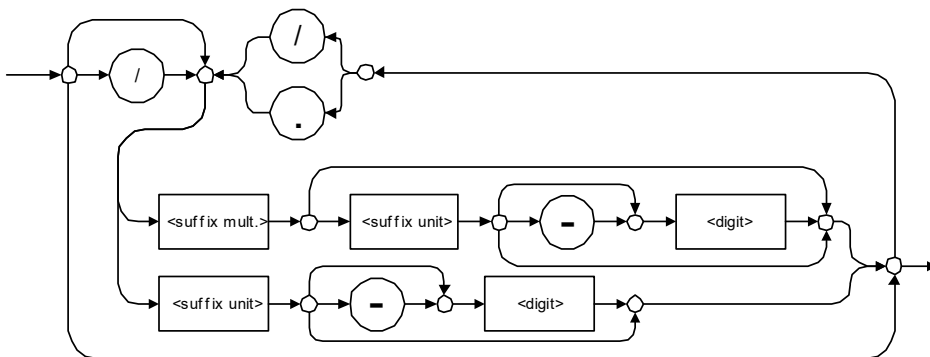 /
/
.
<suffix mult.>
<suffix unit>
-
<digit>
<suffix unit>
-
<digit>